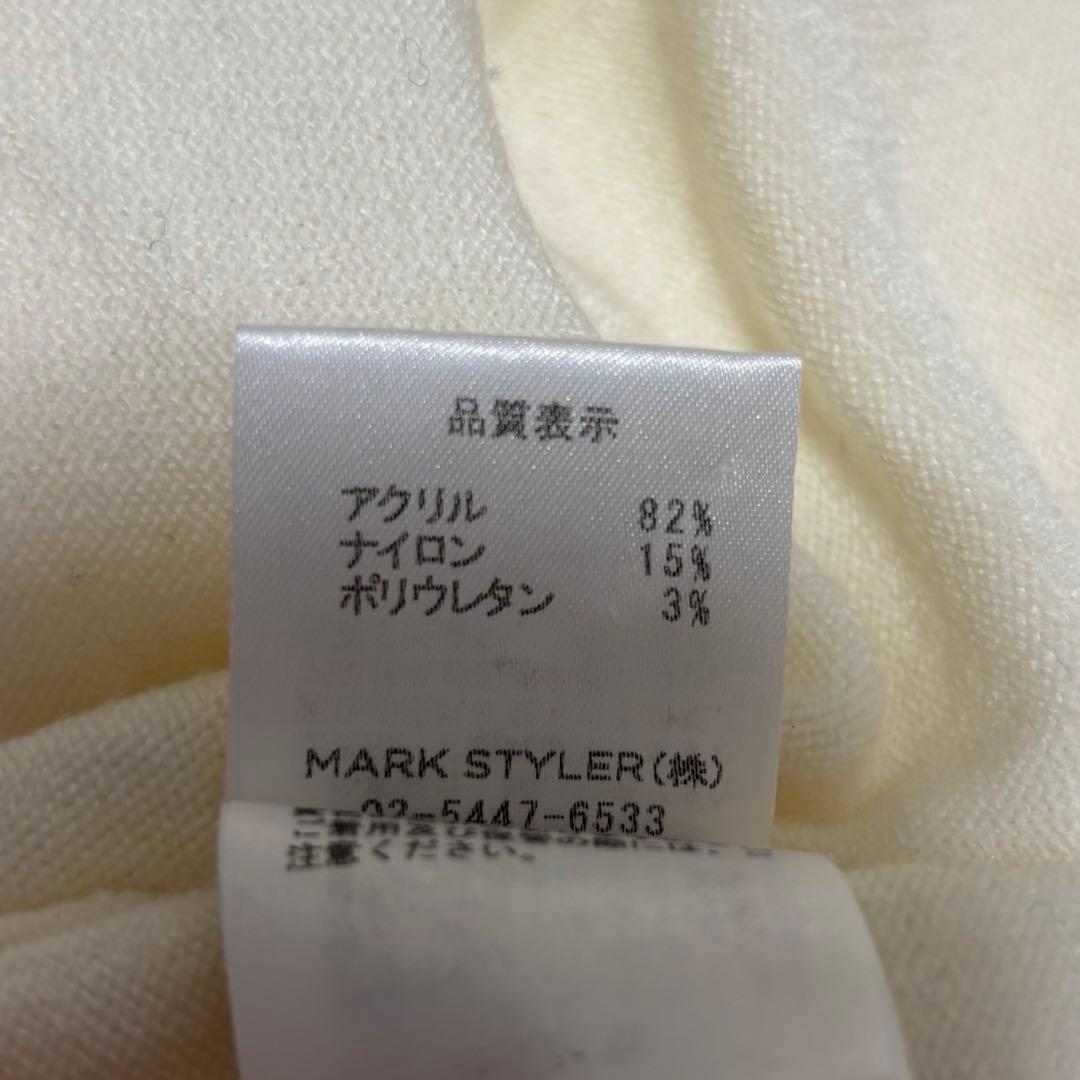 品質表示
アクリル 82%
ナイロン 15%
ポリウレタン 3%
MARK STYLER(株)
03-5447-6533
注意ください。